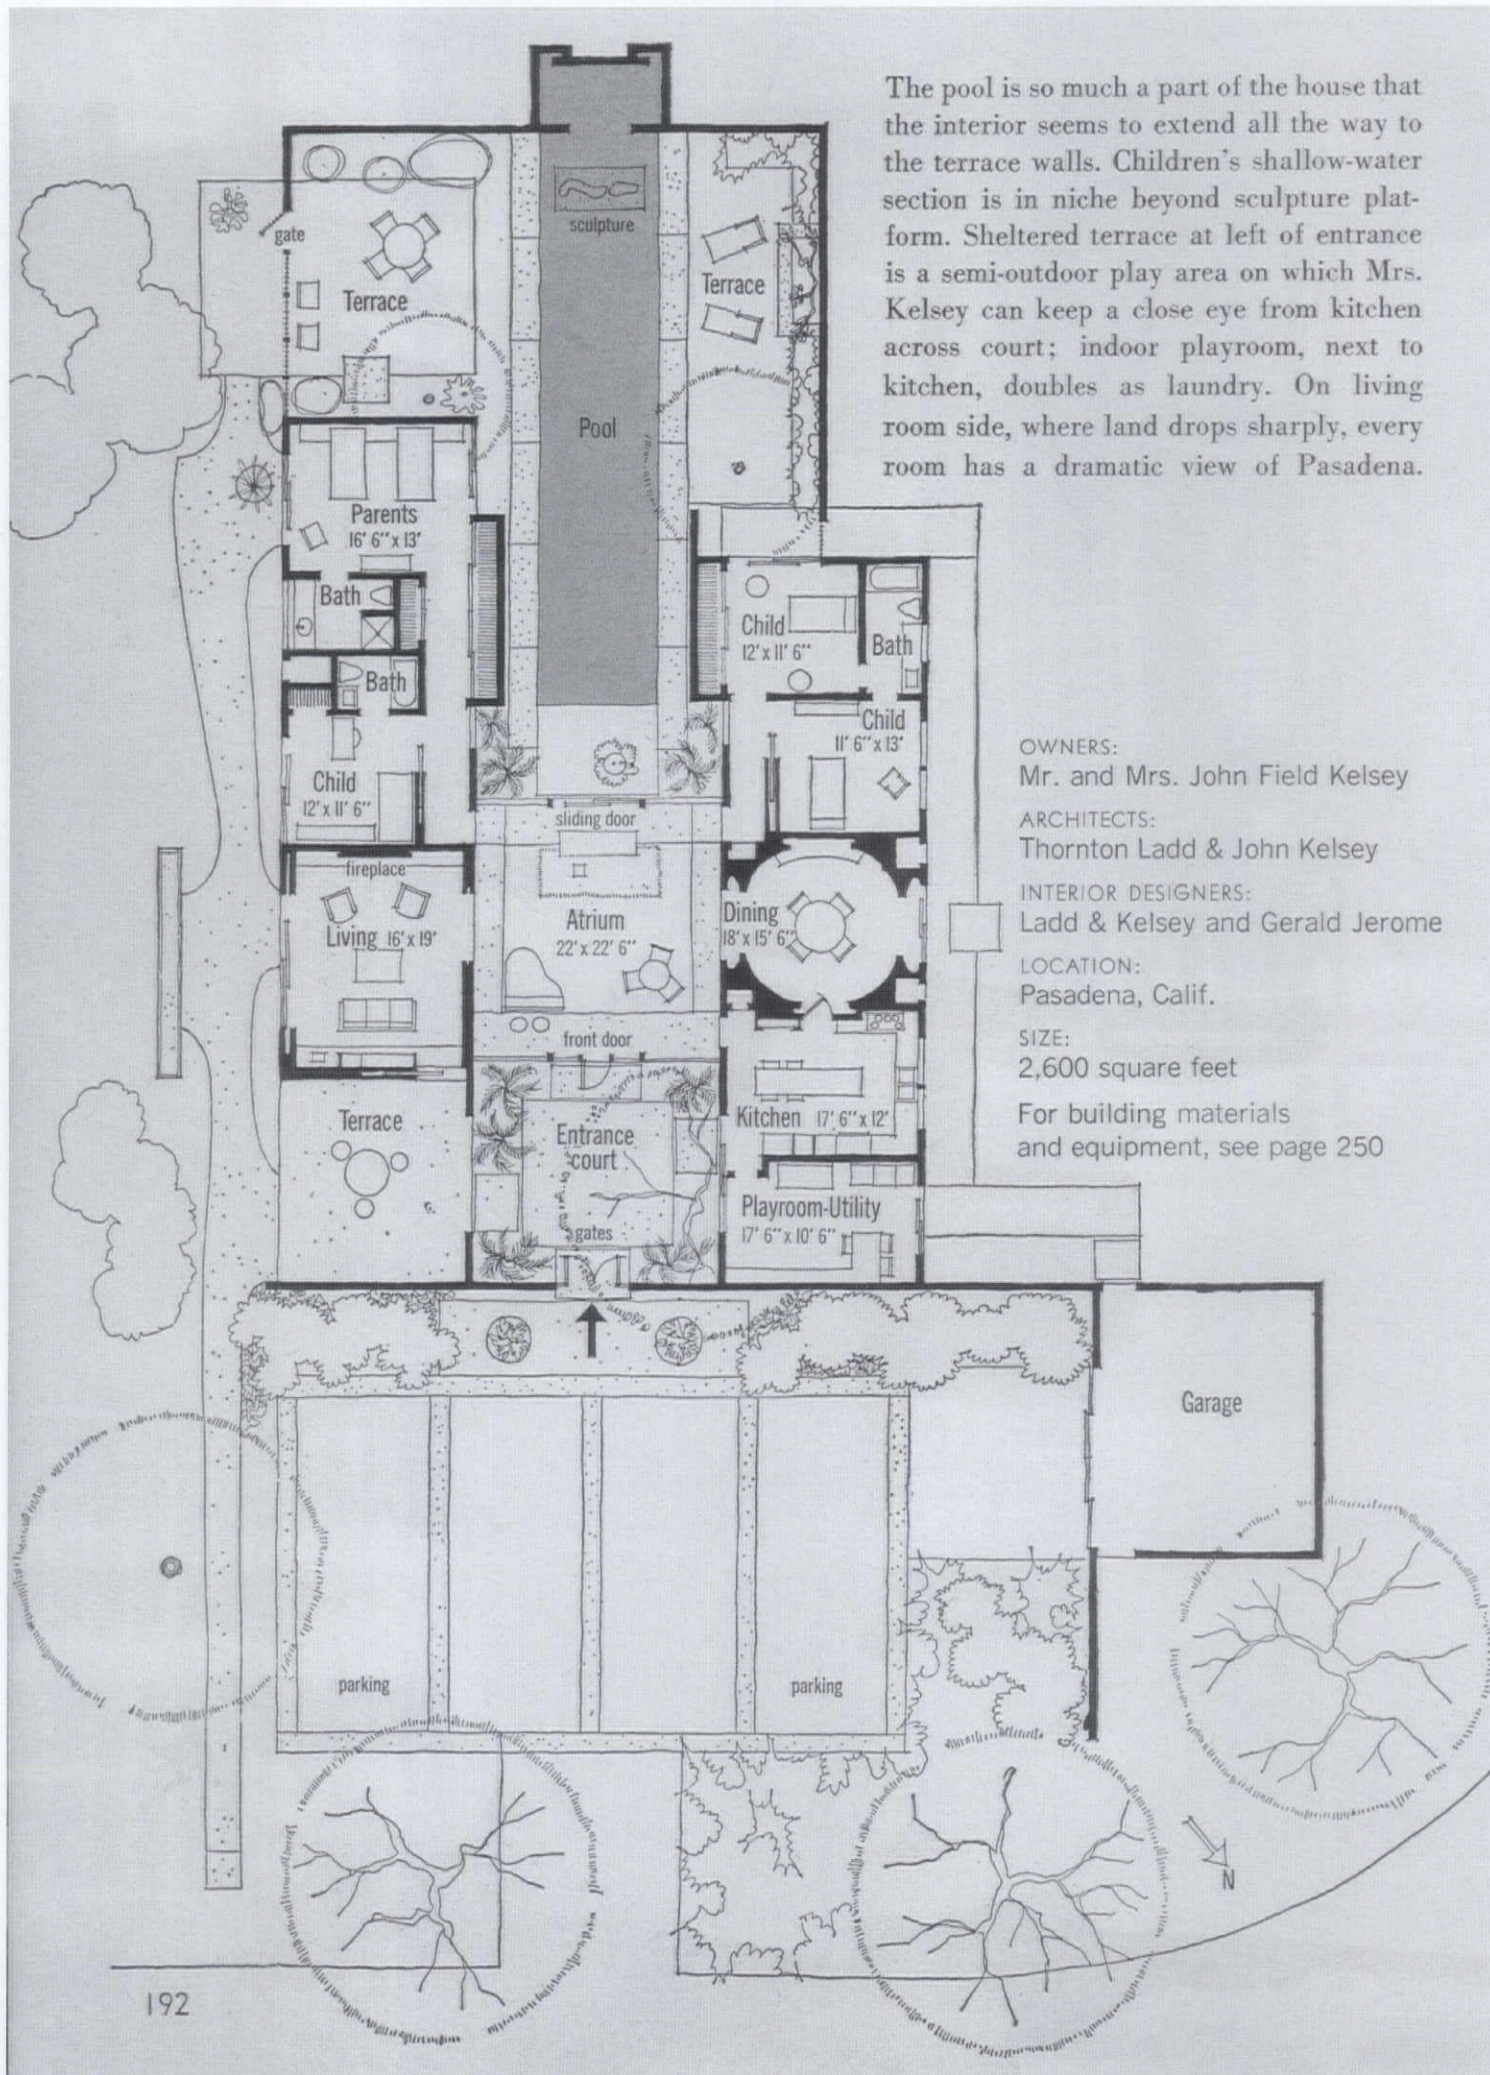 The pool is so much a part of the house that
the interior seems to extend all the way to
the terrace walls. Children's shallow-water
section is in niche beyond sculpture plat-
form. Sheltered terrace at left of entrance
is a semi-outdoor play area on which Mrs.
Kelsey can keep a close eye from kitchen
across court; indoor playroom, next to
kitchen, doubles as laundry. On living
room side, where land drops sharply, every
room has a dramatic view of Pasadena.
sculpture
gate
Terrace
Terrace
Pool
Parents
16' 6" x 13'
Bath
Bath
Child
12' x 11' 6"
Child
12' x 11' 6"
Bath
Child
11' 6" x 13'
sliding door
fireplace
Living 16' x 19'
Atrium
22' x 22' 6"
Dining
18' x 15' 6"
front door
Kitchen 17' 6" x 12'
Terrace
Entrance
court
gates
Playroom-Utility
17' 6" x 10' 6"
OWNERS:
Mr. and Mrs. John Field Kelsey
ARCHITECTS:
Thornton Ladd & John Kelsey
INTERIOR DESIGNERS:
Ladd & Kelsey and Gerald Jerome
LOCATION:
Pasadena, Calif.
SIZE:
2,600 square feet
For building materials
and equipment, see page 250
Garage
parking
parking
N
192